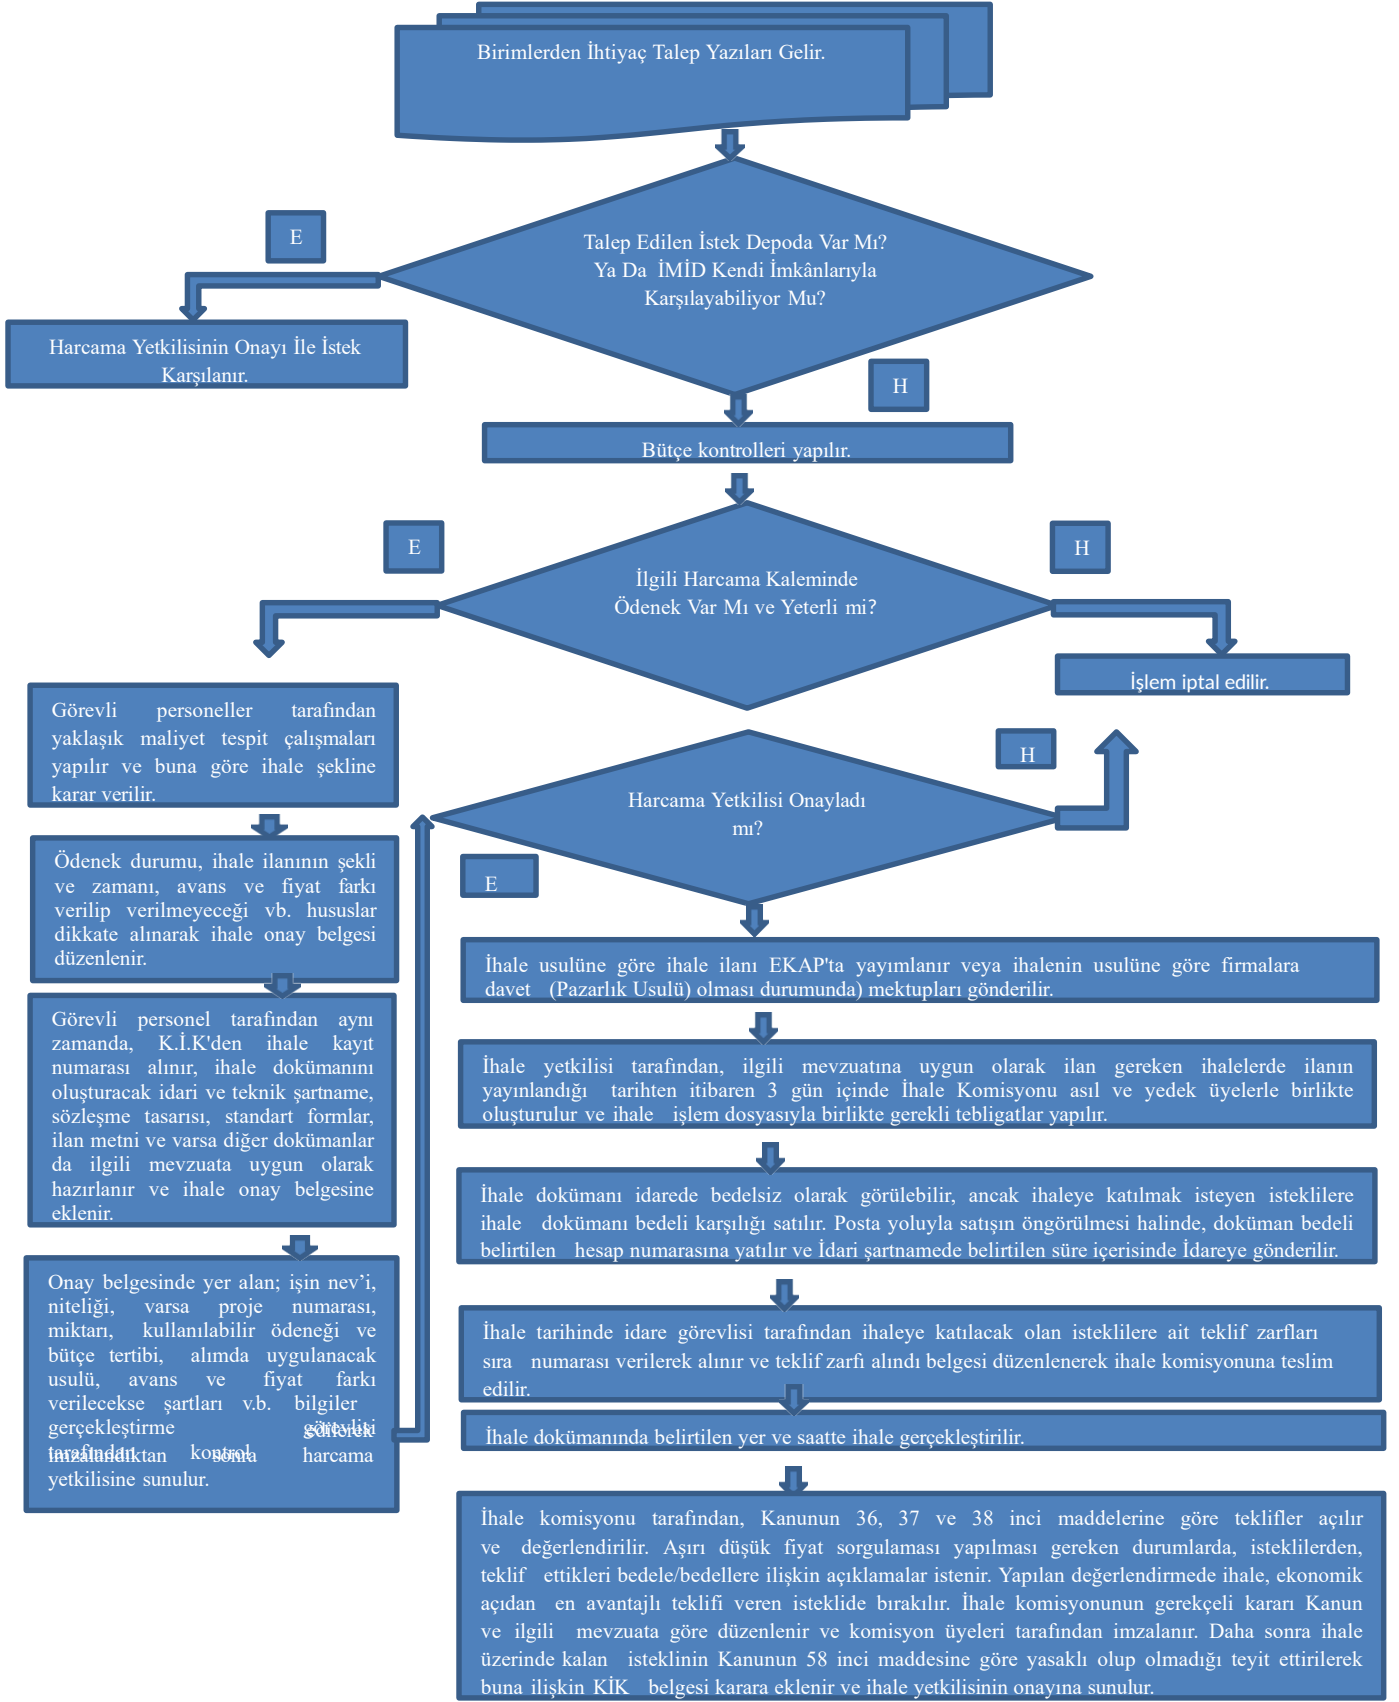 Birimlerden İhtiyaç Talep Yazıları Gelir.
E
Talep Edilen İstek Depoda Var Mı?
Ya Da İMİD Kendi İmkânlarıyla
Karşılayabiliyor Mu?
Harcama Yetkilisinin Onayı İle İstek
Karşılanır.
H
Bütçe kontrolleri yapılır.
E
H
İlgili Harcama Kaleminde
Ödenek Var Mı ve Yeterli mi?
İşlem iptal edilir.
Görevli personeller tarafından
yaklaşık maliyet tespit çalışmaları
yapılır ve buna göre ihale şekline
karar verilir.
Ödenek durumu, ihale ilanının şekli
ve zamanı, avans ve fiyat farkı
verilip verilmeyeceği vb. hususlar
dikkate alınarak ihale onay belgesi
düzenlenir.
Görevli personel tarafından aynı
zamanda, K.İ.K'den ihale kayıt
numarası alınır, ihale dokümanını
oluşturacak idari ve teknik şartname,
sözleşme tasarısı, standart formlar,
ilan metni ve varsa diğer dokümanlar
da ilgili mevzuata uygun olarak
hazırlanır ve ihale onay belgesine
eklenir.
Onay belgesinde yer alan; işin nev’i,
niteliği, varsa proje numarası,
miktarı, kullanılabilir ödeneği ve
bütçe tertibi, alımda uygulanacak
usulü, avans ve fiyat farkı
verilecekse şartları v.b. bilgiler
gerçekleştirme görevlisi
tarafından kontrol edilerek
imzalandıktan sonra harcama
yetkilisine sunulur.
H
Harcama Yetkilisi Onayladı
mı?
E
İhale usulüne göre ihale ilanı EKAP'ta yayımlanır veya ihalenin usulüne göre firmalara
davet (Pazarlık Usulü) olması durumunda) mektupları gönderilir.
İhale yetkilisi tarafından, ilgili mevzuatına uygun olarak ilan gereken ihalelerde ilanın
yayınlandığı tarihten itibaren 3 gün içinde İhale Komisyonu asıl ve yedek üyelerle birlikte
oluşturulur ve ihale işlem dosyasıyla birlikte gerekli tebligatlar yapılır.
İhale dokümanı idarede bedelsiz olarak görülebilir, ancak ihaleye katılmak isteyen isteklilere
ihale dokümanı bedeli karşılığı satılır. Posta yoluyla satışın öngörülmesi halinde, doküman bedeli
belirtilen hesap numarasına yatılır ve İdari şartnamede belirtilen süre içerisinde İdareye gönderilir.
İhale tarihinde idare görevlisi tarafından ihaleye katılacak olan isteklilere ait teklif zarfları
sıra numarası verilerek alınır ve teklif zarfı alındı belgesi düzenlenerek ihale komisyonuna teslim
edilir.
İhale dokümanında belirtilen yer ve saatte ihale gerçekleştirilir.
İhale komisyonu tarafından, Kanunun 36, 37 ve 38 inci maddelerine göre teklifler açılır
ve değerlendirilir. Aşırı düşük fiyat sorgulaması yapılması gereken durumlarda, isteklilerden,
teklif ettikleri bedele/bedellere ilişkin açıklamalar istenir. Yapılan değerlendirmede ihale, ekonomik
açıdan en avantajlı teklifi veren isteklide bırakılır. İhale komisyonunun gerekçeli kararı Kanun
ve ilgili mevzuata göre düzenlenir ve komisyon üyeleri tarafından imzalanır. Daha sonra ihale
üzerinde kalan isteklinin Kanunun 58 inci maddesine göre yasaklı olup olmadığı teyit ettirilerek
buna ilişkin KİK belgesi karara eklenir ve ihale yetkilisinin onayına sunulur.